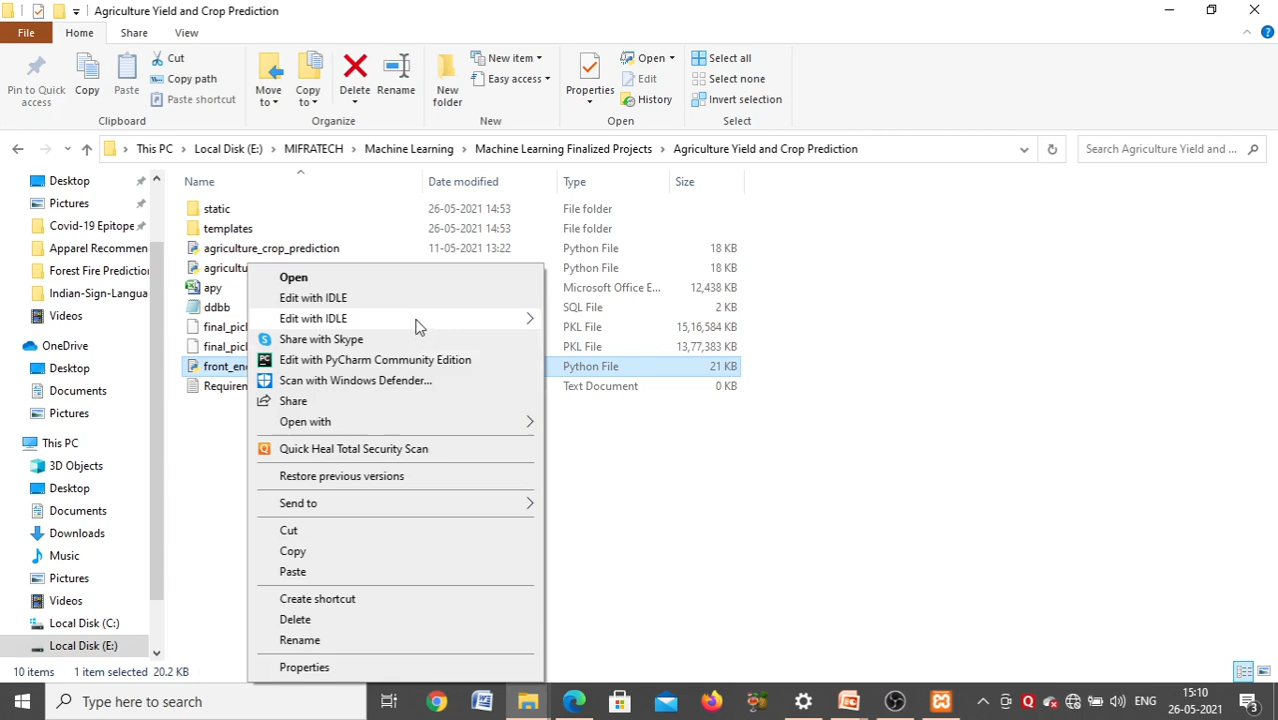 Agriculture Yield and Crop Prediction
File
Home
Share
View
Pin to Quick access
Copy
Paste
Cut
Copy path
Paste shortcut
Clipboard
Move to
Copy to
Delete
Rename
Organize
New folder
New item
Easy access
New
Properties
Open
Edit
History
Open
Select all
Select none
Invert selection
Select
This PC
Local Disk (E:)
MIFRATECH
Machine Learning
Machine Learning Finalized Projects
Agriculture Yield and Crop Prediction
Search Agriculture Yield and ...
Desktop
Pictures
Covid-19 Epitope
Apparel Recommen
Forest Fire Prediction
Indian-Sign-Langua
Videos
OneDrive
Desktop
Documents
Pictures
This PC
3D Objects
Desktop
Documents
Downloads
Music
Pictures
Videos
Local Disk (C:)
Local Disk (E:)
Name Date modified Type Size
static 26-05-2021 14:53 File folder
templates 26-05-2021 14:53 File folder
agriculture_crop_prediction 11-05-2021 13:22 Python File 18 KB
agricultu Python File 18 KB
apy Microsoft Office E... 12,438 KB
ddbb SQL File 2 KB
final_pic PKL File 15,16,584 KB
final_pic PKL File 13,77,383 KB
front_en Python File 21 KB
Requiren Text Document 0 KB
Open
Edit with IDLE
Edit with IDLE
Share with Skype
Edit with PyCharm Community Edition
Scan with Windows Defender...
Share
Open with
Quick Heal Total Security Scan
Restore previous versions
Send to
Cut
Copy
Paste
Create shortcut
Delete
Rename
Properties
10 items
1 item selected 20.2 KB
Type here to search
ENG
15:10
26-05-2021
3